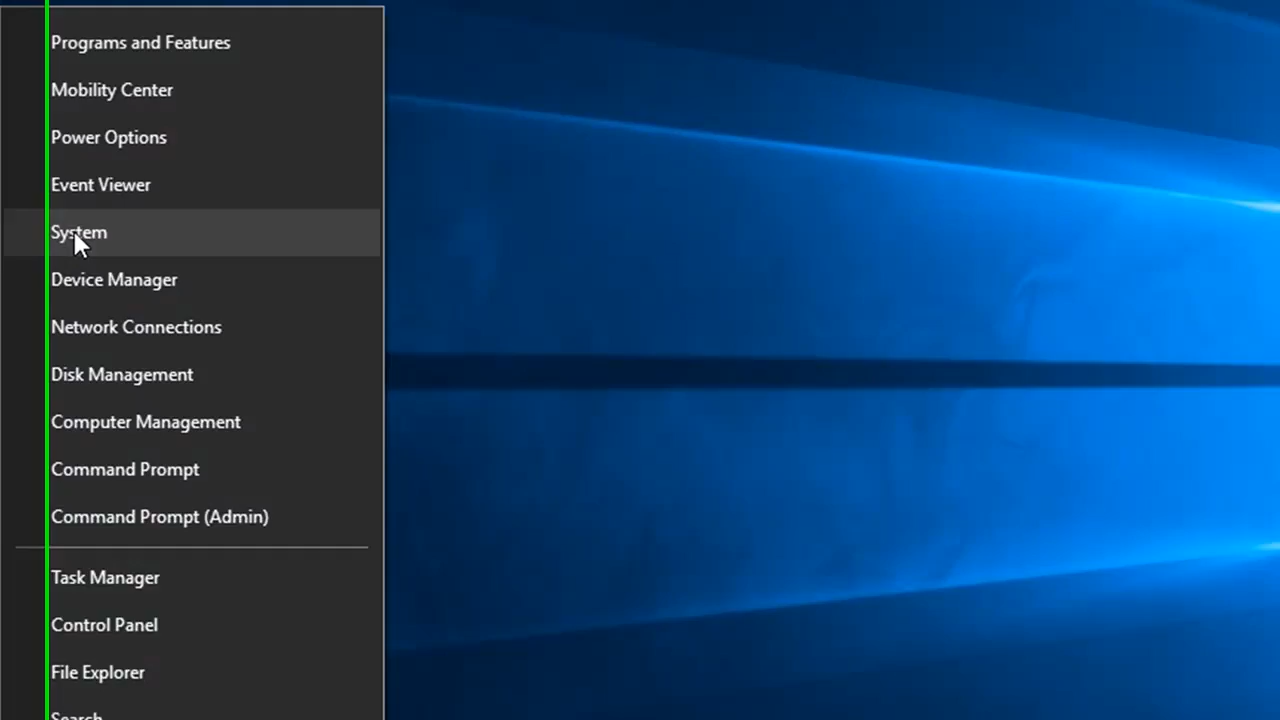 Programs and Features
Mobility Center
Power Options
Event Viewer
System
Device Manager
Network Connections
Disk Management
Computer Management
Command Prompt
Command Prompt (Admin)
Task Manager
Control Panel
File Explorer
Search